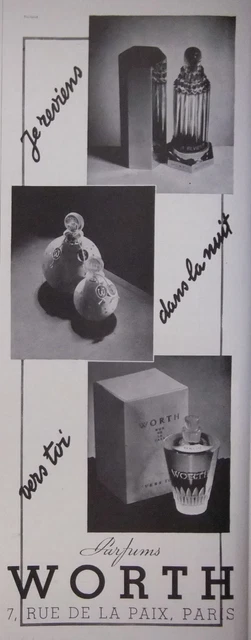 Je reviens
dans la nuit
WORTH
WORTH
vers toi
Parfums
WORTH
7, RUE DE LA PAIX, PARIS